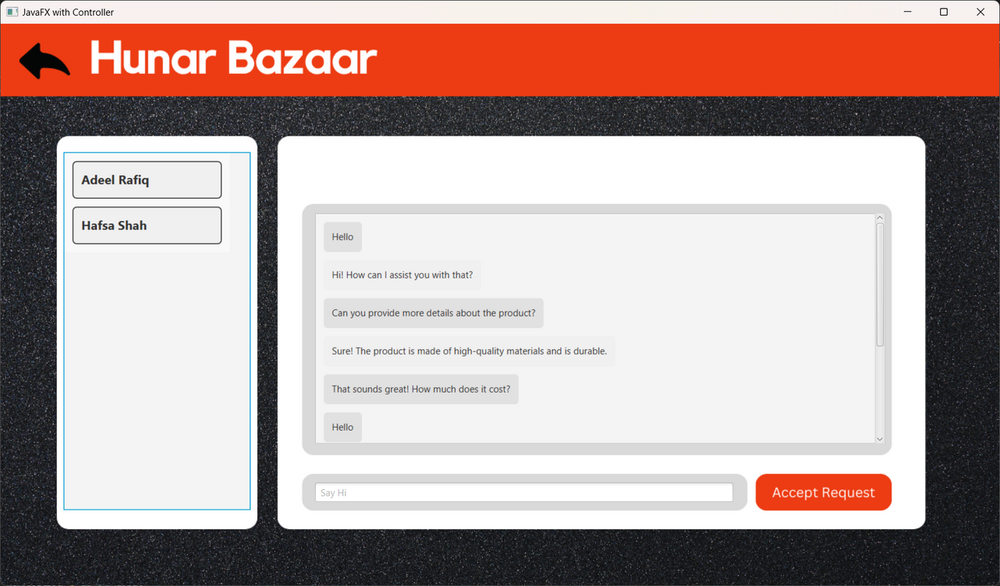 JavaFX with Controller
Hunar Bazaar
Adeel Rafiq
Hafsa Shah
Hello
Hi! How can I assist you with that?
Can you provide more details about the product?
Sure! The product is made of high-quality materials and is durable.
That sounds great! How much does it cost?
Hello
Say Hi
Accept Request